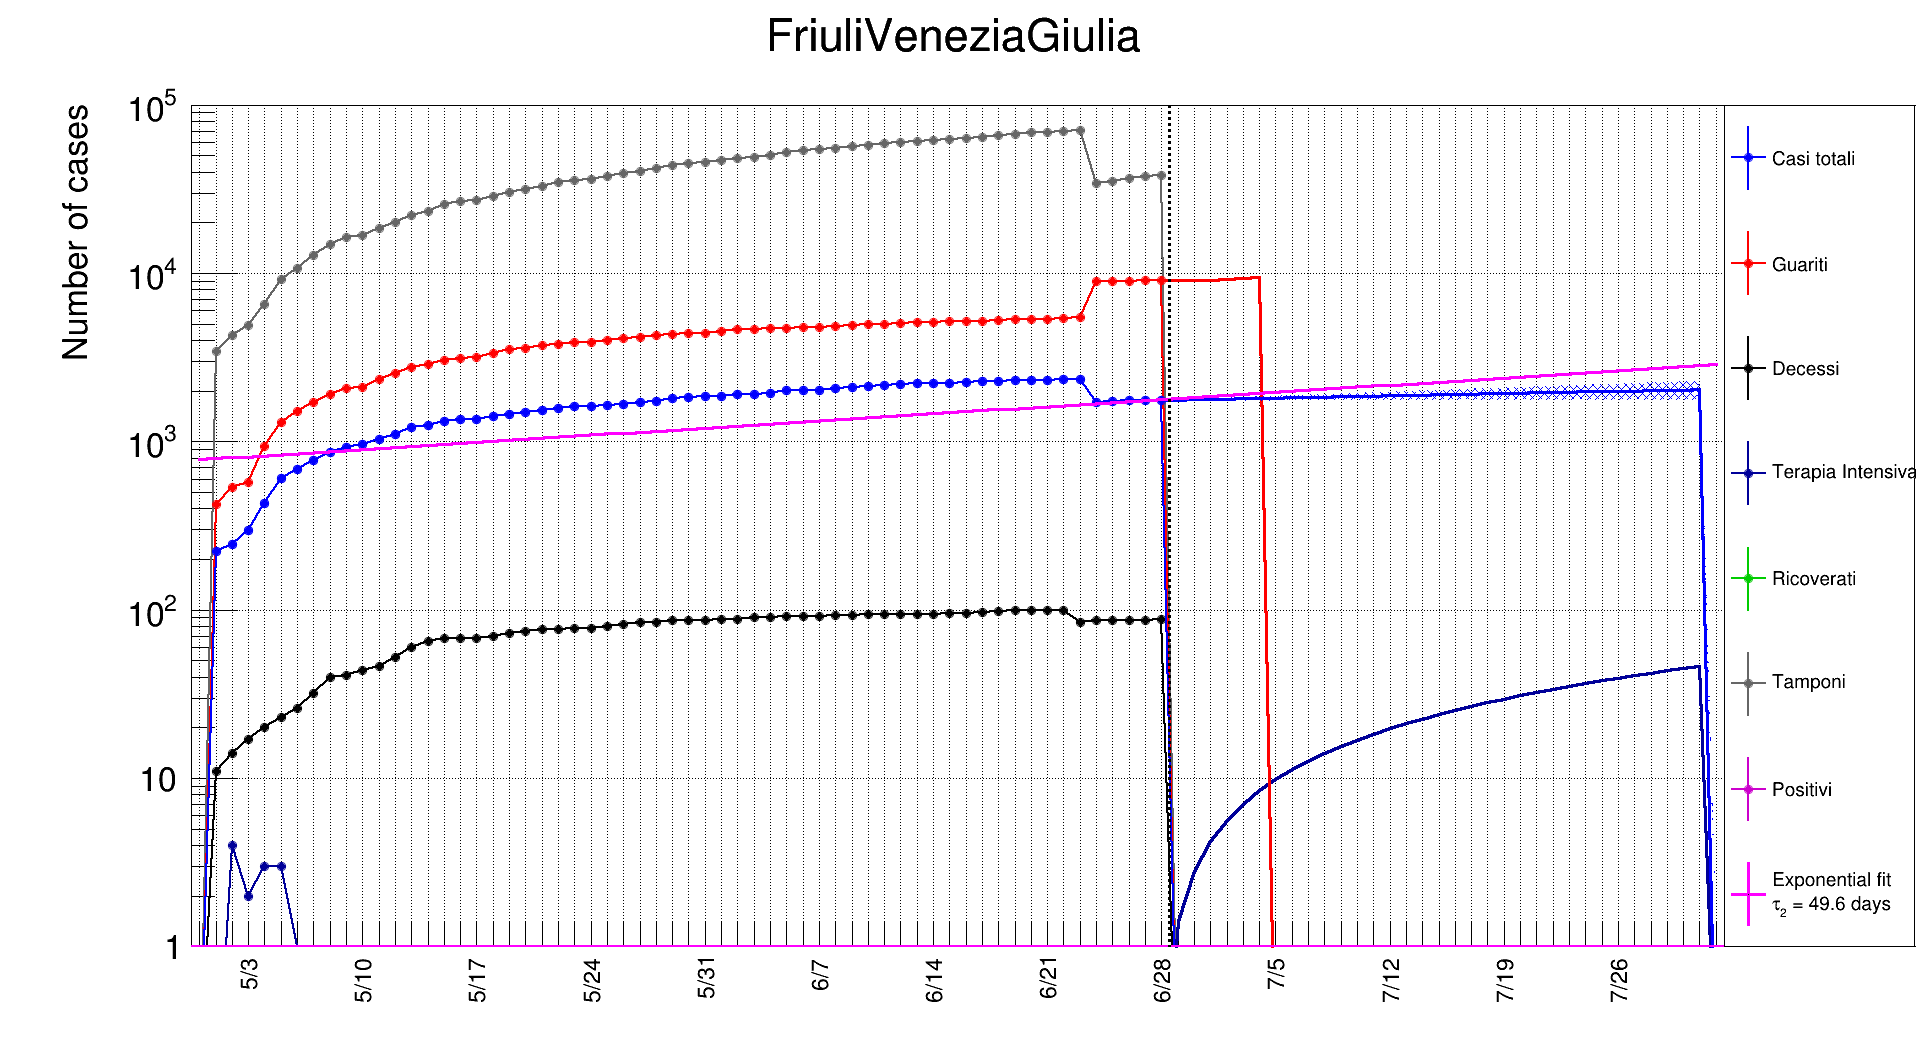 FriuliVeneziaGiulia
Number of cases
10^5
10^4
10^3
10^2
10
1
5/3
5/10
5/17
5/24
5/31
6/7
6/14
6/21
6/28
7/5
7/12
7/19
7/26
Casi totali
Guariti
Decessi
Terapia Intensiva
Ricoverati
Tamponi
Positivi
Exponential fit
τ₂ = 49.6 days